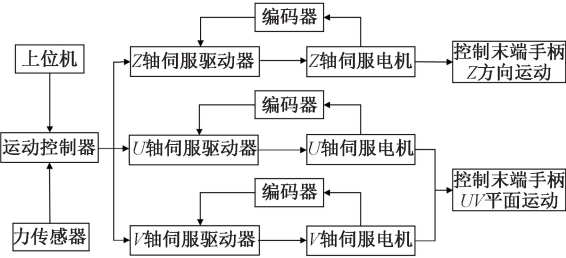 编码器
上位机
Z轴伺服驱动器
Z轴伺服电机
控制末端手柄
Z方向运动
编码器
运动控制器
U轴伺服驱动器
U轴伺服电机
编码器
控制末端手柄
UV平面运动
力传感器
V轴伺服驱动器
V轴伺服电机